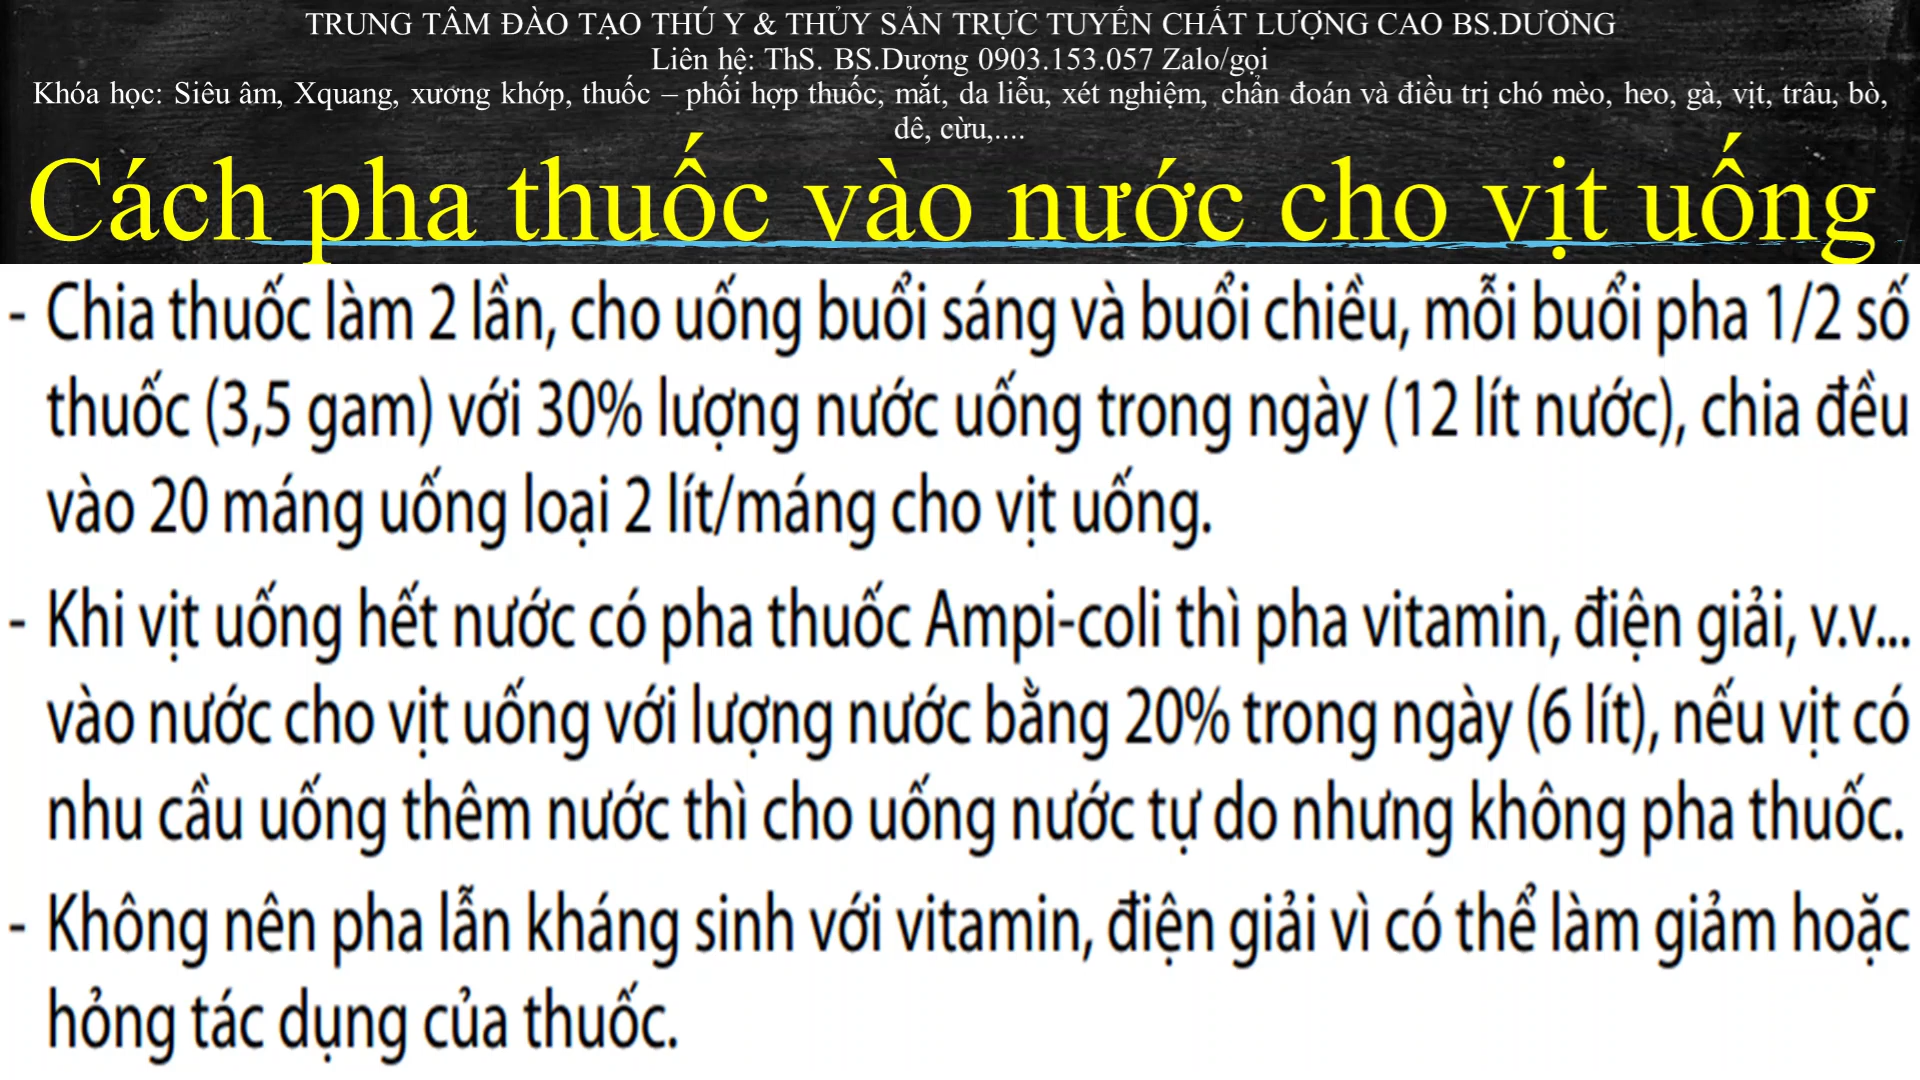 TRUNG TÂM ĐÀO TẠO THÚ Y & THỦY SẢN TRỰC TUYẾN CHẤT LƯỢNG CAO BS.DƯƠNG
Liên hệ: ThS. BS.Dương 0903.153.057 Zalo/gọi
Khóa học: Siêu âm, Xquang, xương khớp, thuốc – phối hợp thuốc, mắt, da liễu, xét nghiệm, chẩn đoán và điều trị chó mèo, heo, gà, vịt, trâu, bò,
dê, cừu,....
Cách pha thuốc vào nước cho vịt uống
- Chia thuốc làm 2 lần, cho uống buổi sáng và buổi chiều, mỗi buổi pha 1/2 số
thuốc (3,5 gam) với 30% lượng nước uống trong ngày (12 lít nước), chia đều
vào 20 máng uống loại 2 lít/máng cho vịt uống.
- Khi vịt uống hết nước có pha thuốc Ampi-coli thì pha vitamin, điện giải, v.v...
vào nước cho vịt uống với lượng nước bằng 20% trong ngày (6 lít), nếu vịt có
nhu cầu uống thêm nước thì cho uống nước tự do nhưng không pha thuốc.
- Không nên pha lẫn kháng sinh với vitamin, điện giải vì có thể làm giảm hoặc
hỏng tác dụng của thuốc.